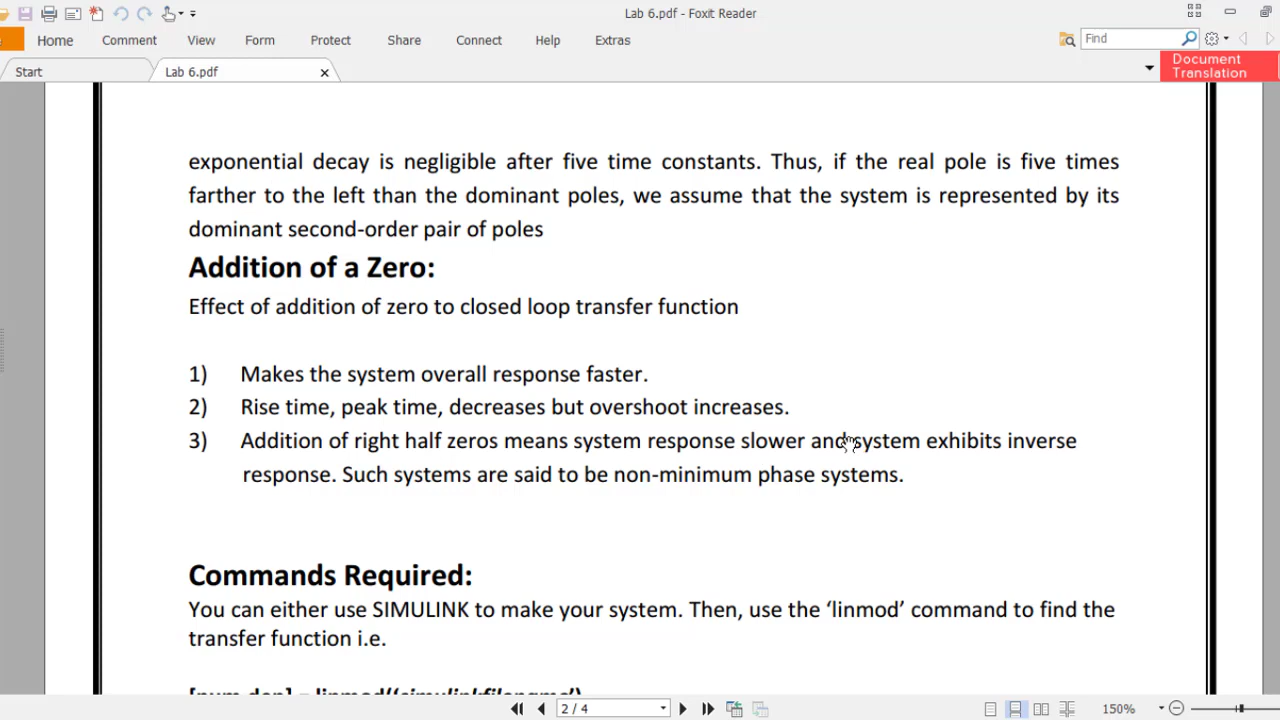 Lab 6.pdf - Foxit Reader
Home Comment View Form Protect Share Connect Help Extras
Find
Start Lab 6.pdf
Document
Translation
exponential decay is negligible after five time constants. Thus, if the real pole is five times
farther to the left than the dominant poles, we assume that the system is represented by its
dominant second-order pair of poles
Addition of a Zero:
Effect of addition of zero to closed loop transfer function
1) Makes the system overall response faster.
2) Rise time, peak time, decreases but overshoot increases.
3) Addition of right half zeros means system response slower and system exhibits inverse
response. Such systems are said to be non-minimum phase systems.
Commands Required:
You can either use SIMULINK to make your system. Then, use the ‘linmod’ command to find the
transfer function i.e.
[num den] = linmod(‘simulinkfilename’)
2 / 4
150%